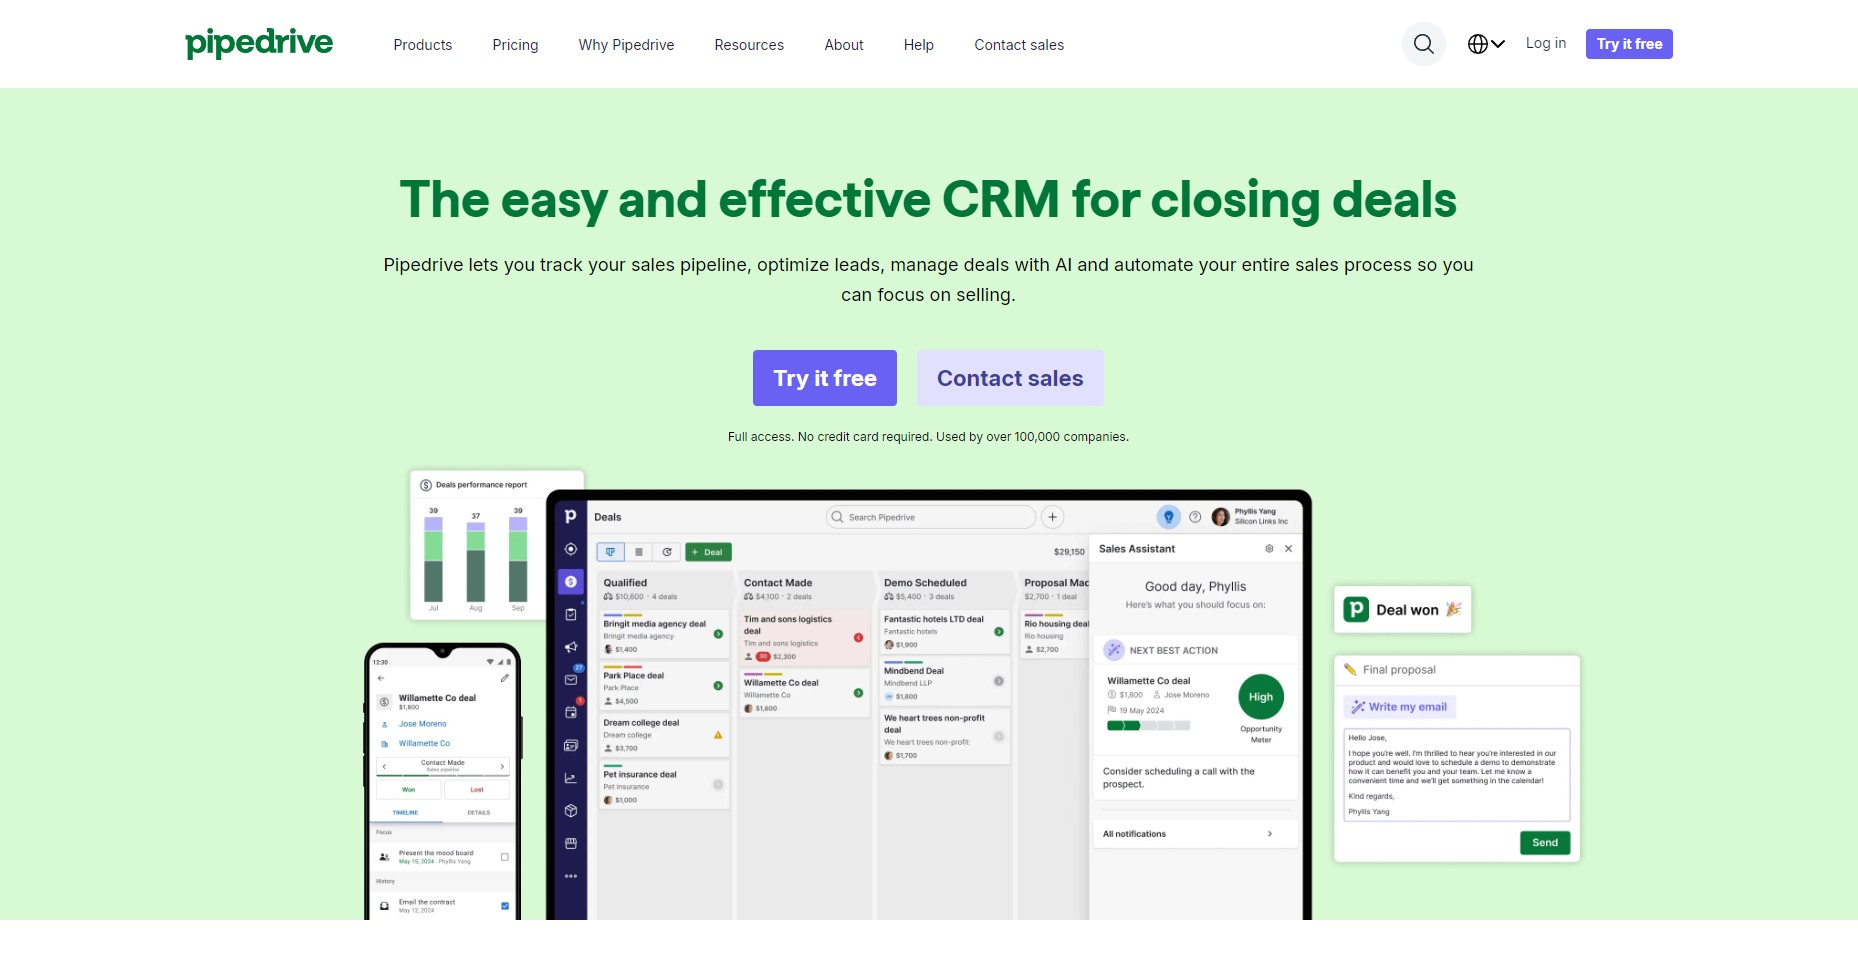 pipedrive
Products
Pricing
Why Pipedrive
Resources
About
Help
Contact sales
Log in
Try it free
The easy and effective CRM for closing deals
Pipedrive lets you track your sales pipeline, optimize leads, manage deals with AI and automate your entire sales process so you
can focus on selling.
Try it free
Contact sales
Full access. No credit card required. Used by over 100,000 companies.
Deals performance report
39
37
39
Jul
Aug
Sep
12:30
Willamette Co deal
$1,800
Jose Moreno
Willamette Co
Contact Made
Sales pipeline
Won
Lost
TIMELINE
DETAILS
Focus
Present the mood board
May 15, 2024 · Phyllis Yang
History
Email the contract
May 12, 2024
p
27
1
Deals
Search Pipedrive
Phyllis Yang
Silicon Links Inc
+ Deal
$29,150
Qualified
$10,600 · 4 deals
Bringit media agency deal
Bringit media agency
$1,400
Park Place deal
Park Place
$4,500
Dream college deal
Dream college
$3,700
Pet insurance deal
Pet insurance
$1,000
Contact Made
$4,100 · 2 deals
Tim and sons logistics
deal
Tim and sons logistics
30 $2,300
Willamette Co deal
Willamette Co
$1,800
Demo Scheduled
$5,400 · 3 deals
Fantastic hotels LTD deal
Fantastic hotels
$1,900
Mindbend Deal
Mindbend LLP
$1,800
We heart trees non-profit
deal
We heart trees non-profit
$1,700
Proposal Mad
$2,700 · 1 deal
Rio housing deal
Rio housing
$2,700
Sales Assistant
Good day, Phyllis
Here's what you should focus on:
NEXT BEST ACTION
Willamette Co deal
$1,800 Jose Moreno
19 May 2024
High
Opportunity
Meter
Consider scheduling a call with the
prospect.
All notifications
p
Deal won
Final proposal
Write my email
Hello Jose,
I hope you're well. I'm thrilled to hear you're interested in our
product and would love to schedule a demo to demonstrate
how it can benefit you and your team. Let me know a
convenient time and we'll get something in the calendar!
Kind regards,
Phyllis Yang
Send